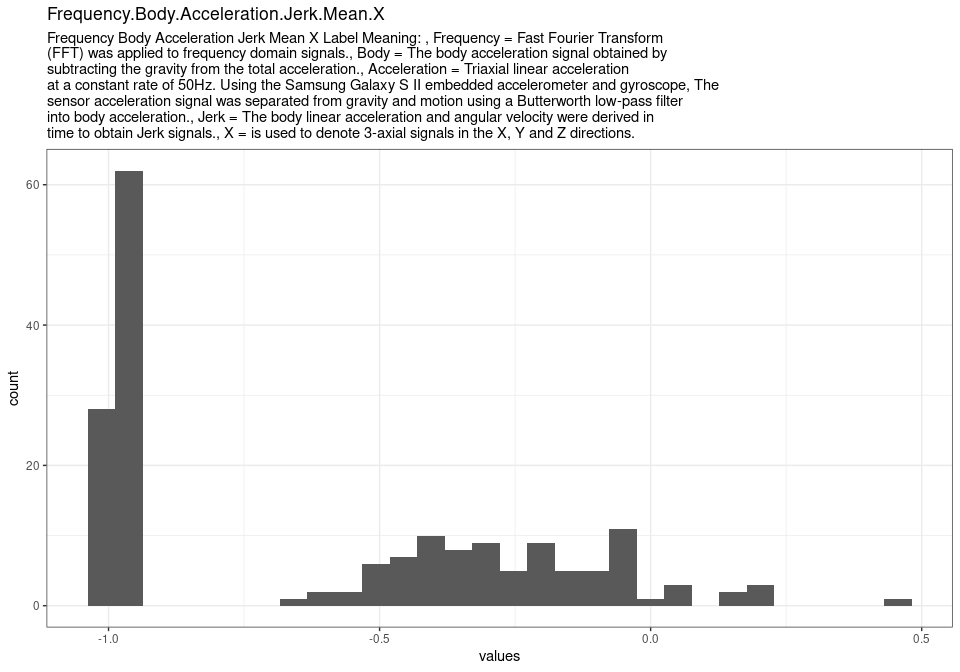 Frequency.Body.Acceleration.Jerk.Mean.X
Frequency Body Acceleration Jerk Mean X Label Meaning: , Frequency = Fast Fourier Transform
(FFT) was applied to frequency domain signals., Body = The body acceleration signal obtained by
subtracting the gravity from the total acceleration., Acceleration = Triaxial linear acceleration
at a constant rate of 50Hz. Using the Samsung Galaxy S II embedded accelerometer and gyroscope, The
sensor acceleration signal was separated from gravity and motion using a Butterworth low-pass filter
into body acceleration., Jerk = The body linear acceleration and angular velocity were derived in
time to obtain Jerk signals., X = is used to denote 3-axial signals in the X, Y and Z directions.
60
40
20
0
count
-1.0
-0.5
0.0
0.5
values